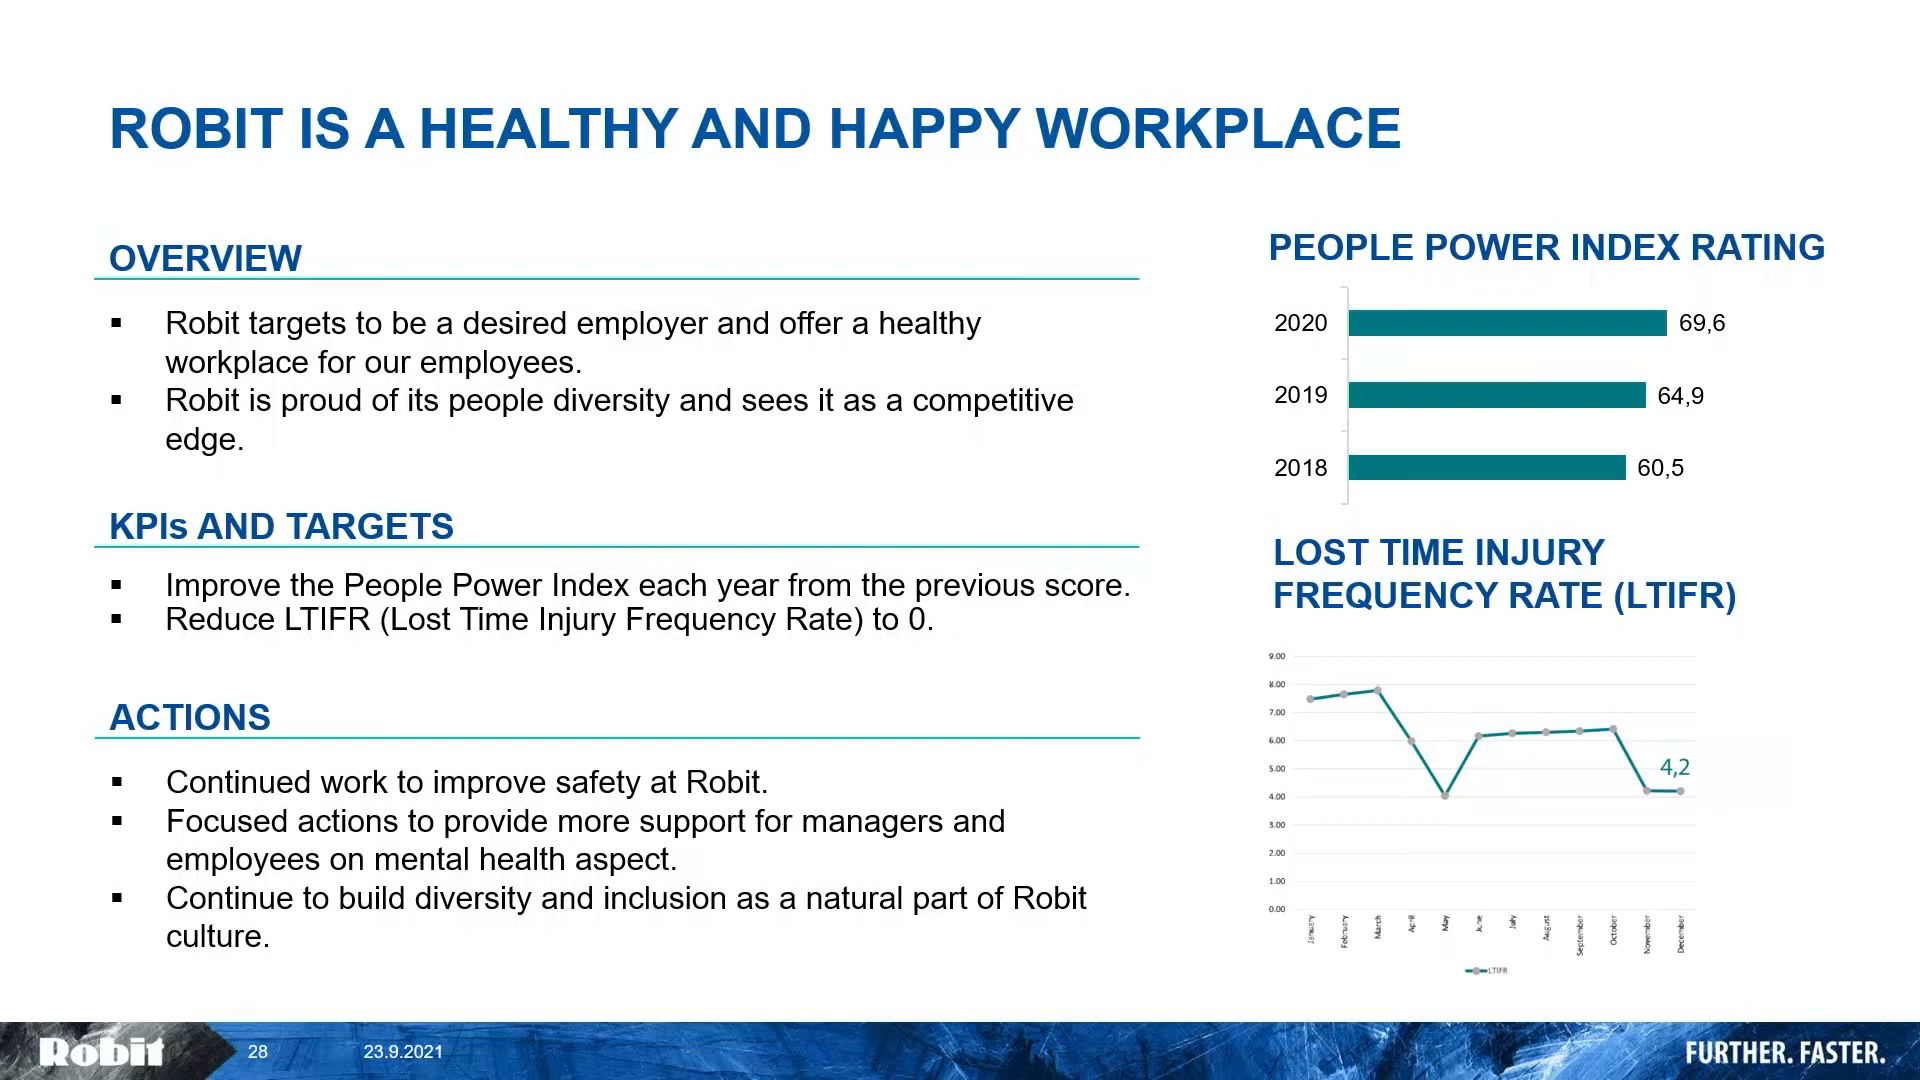 ROBIT IS A HEALTHY AND HAPPY WORKPLACE
OVERVIEW
▪ Robit targets to be a desired employer and offer a healthy
workplace for our employees.
▪ Robit is proud of its people diversity and sees it as a competitive
edge.
KPIs AND TARGETS
▪ Improve the People Power Index each year from the previous score.
▪ Reduce LTIFR (Lost Time Injury Frequency Rate) to 0.
ACTIONS
▪ Continued work to improve safety at Robit.
▪ Focused actions to provide more support for managers and
employees on mental health aspect.
▪ Continue to build diversity and inclusion as a natural part of Robit
culture.
PEOPLE POWER INDEX RATING
2020 69,6
2019 64,9
2018 60,5
LOST TIME INJURY
FREQUENCY RATE (LTIFR)
9.00
8.00
7.00
6.00
5.00
4.00
3.00
2.00
1.00
0.00
4,2
January
February
March
April
May
June
July
August
September
October
November
December
LTIFR
Robit
28
23.9.2021
FURTHER. FASTER.